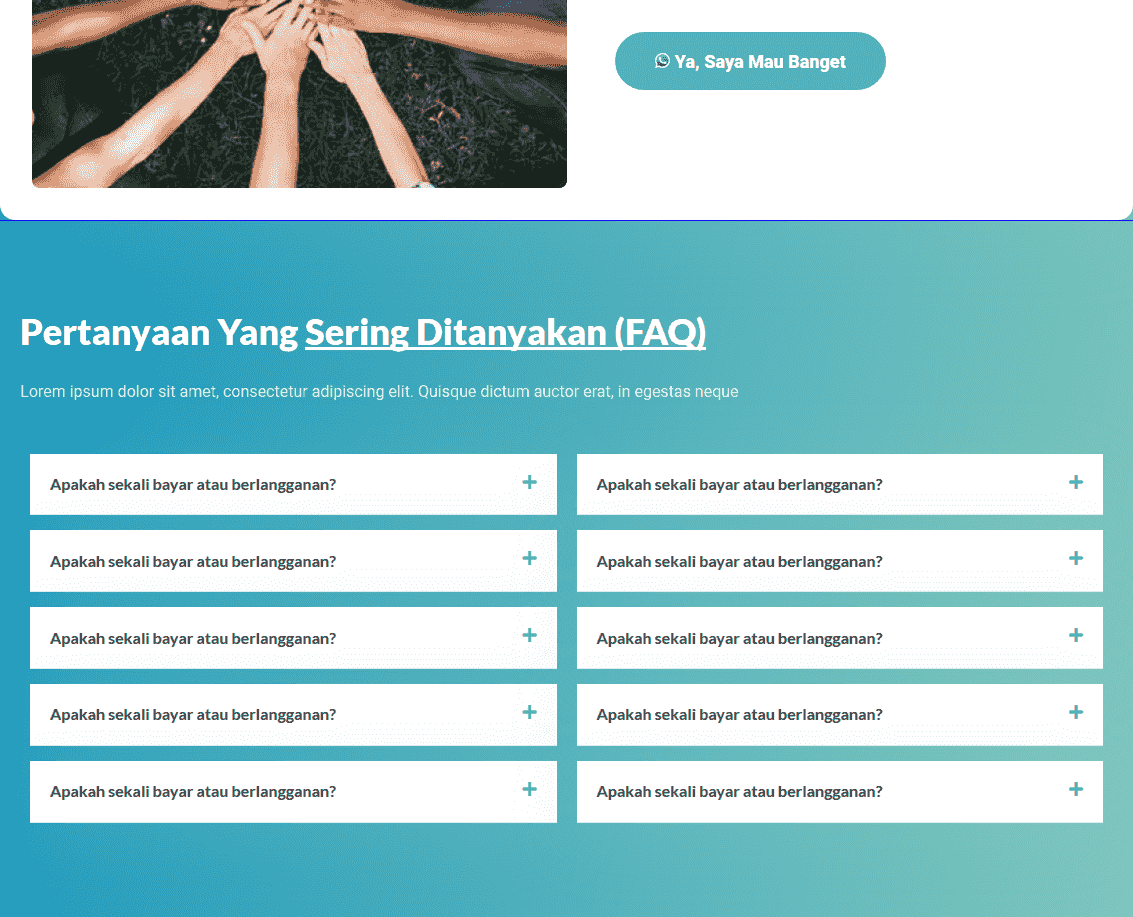 Ya, Saya Mau Banget
Pertanyaan Yang Sering Ditanyakan (FAQ)
Lorem ipsum dolor sit amet, consectetur adipiscing elit. Quisque dictum auctor erat, in egestas neque
Apakah sekali bayar atau berlangganan?
Apakah sekali bayar atau berlangganan?
Apakah sekali bayar atau berlangganan?
Apakah sekali bayar atau berlangganan?
Apakah sekali bayar atau berlangganan?
Apakah sekali bayar atau berlangganan?
Apakah sekali bayar atau berlangganan?
Apakah sekali bayar atau berlangganan?
Apakah sekali bayar atau berlangganan?
Apakah sekali bayar atau berlangganan?